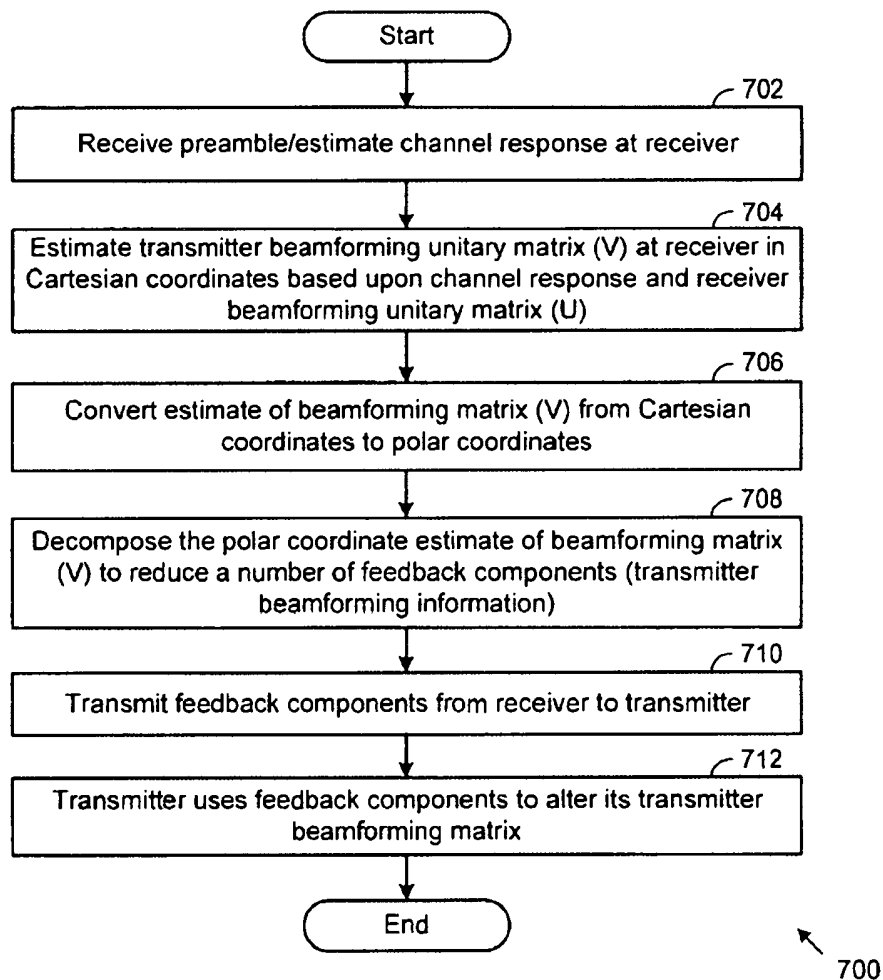 Start
702
Receive preamble/estimate channel response at receiver
704
Estimate transmitter beamforming unitary matrix (V) at receiver in
Cartesian coordinates based upon channel response and receiver
beamforming unitary matrix (U)
706
Convert estimate of beamforming matrix (V) from Cartesian
coordinates to polar coordinates
708
Decompose the polar coordinate estimate of beamforming matrix
(V) to reduce a number of feedback components (transmitter
beamforming information)
710
Transmit feedback components from receiver to transmitter
712
Transmitter uses feedback components to alter its transmitter
beamforming matrix
End
700